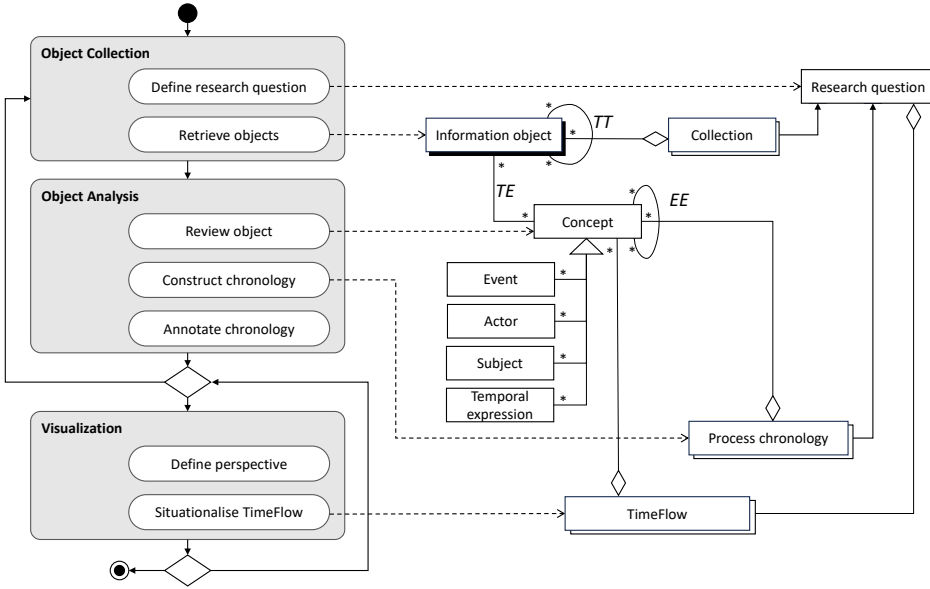 Object Collection
Define research question
Retrieve objects
Research question
Information object
*
*
*
TT
Collection
*
TE
Object Analysis
Review object
Construct chronology
Annotate chronology
*
Concept
*
*
*
EE
*
Event
*
Actor
*
Subject
*
Temporal
expression
*
Process chronology
Visualization
Define perspective
Situationalise TimeFlow
TimeFlow